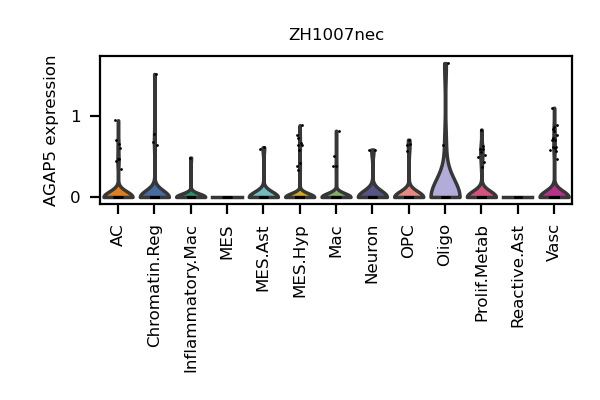 ZH1007nec
AGAP5 expression
1
0
AC
Chromatin.Reg
Inflammatory.Mac
MES
MES.Ast
MES.Hyp
Mac
Neuron
OPC
Oligo
Prolif.Metab
Reactive.Ast
Vasc